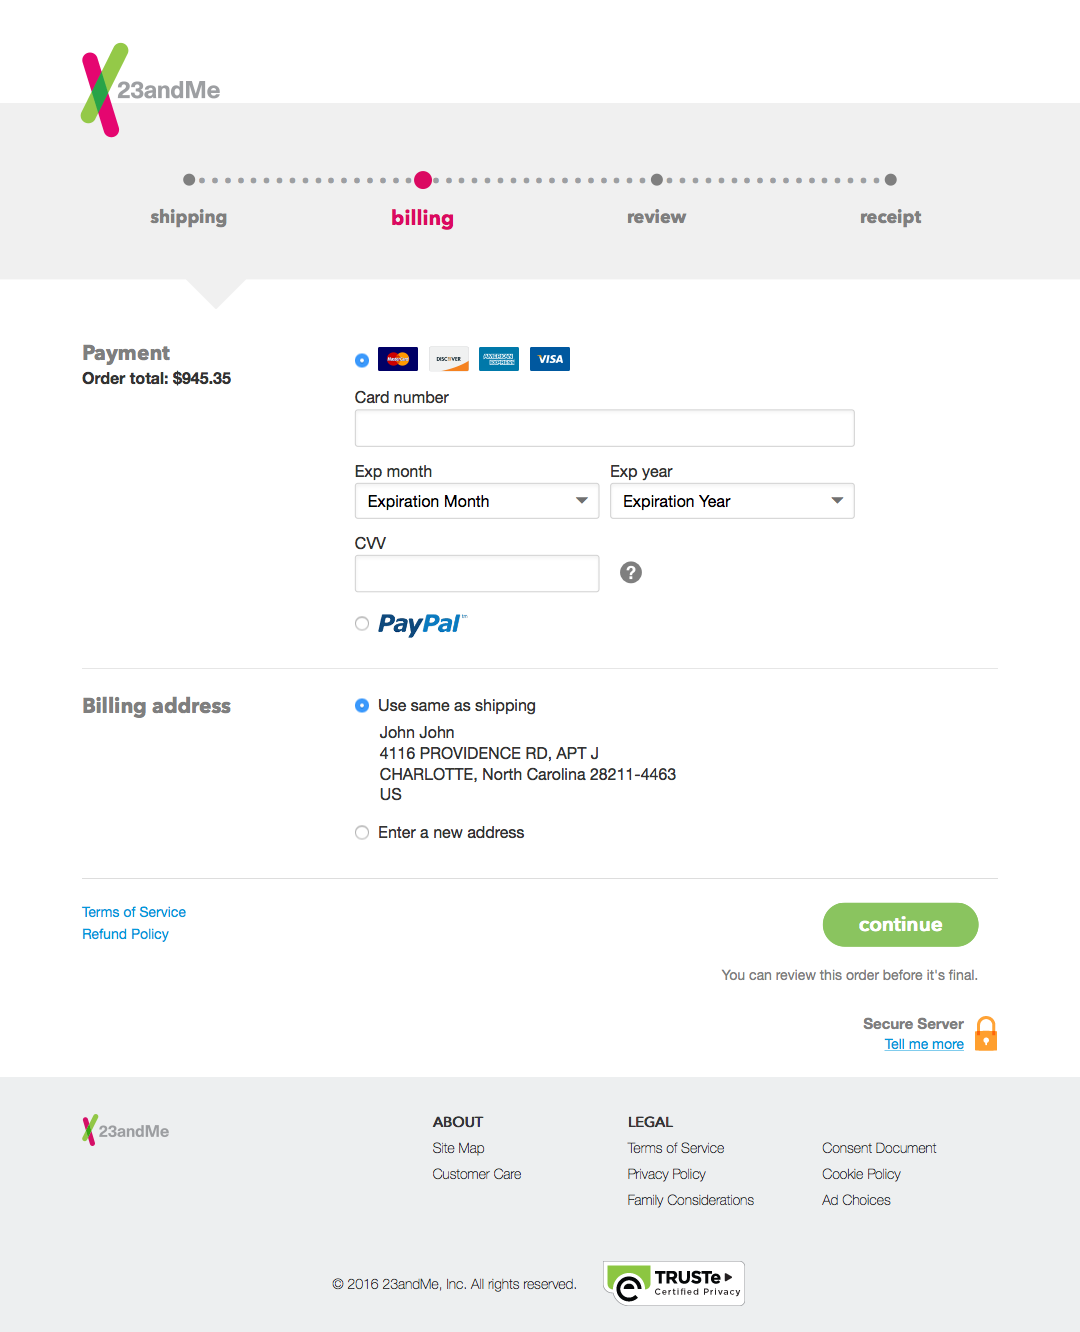 23andMe
shipping
billing
review
receipt
Payment
Order total: $945.35
MasterCard
DISCOVER
AMERICAN EXPRESS
VISA
Card number
Exp month
Exp year
Expiration Month
Expiration Year
CVV
?
PayPal™
Billing address
Use same as shipping
John John
4116 PROVIDENCE RD, APT J
CHARLOTTE, North Carolina 28211-4463
US
Enter a new address
Terms of Service
Refund Policy
continue
You can review this order before it's final.
Secure Server
Tell me more
23andMe
ABOUT
Site Map
Customer Care
LEGAL
Terms of Service
Privacy Policy
Family Considerations
Consent Document
Cookie Policy
Ad Choices
© 2016 23andMe, Inc. All rights reserved.
e
TRUSTe
Certified Privacy